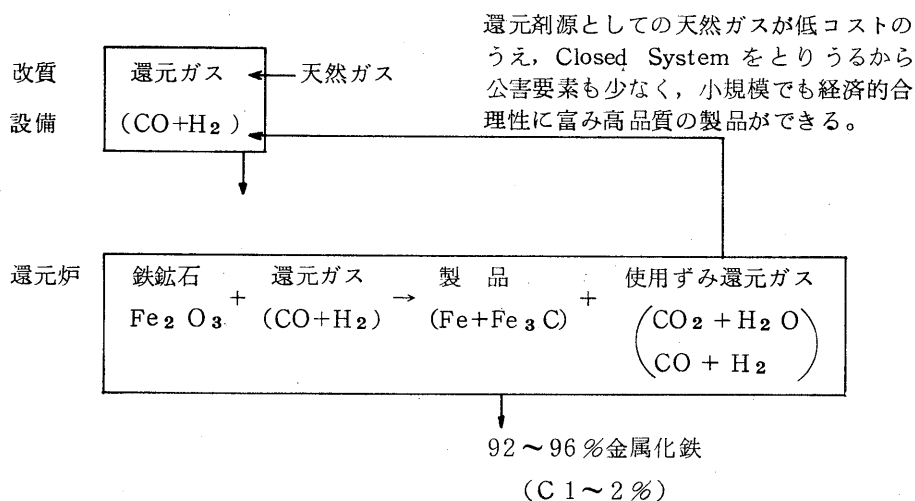 還元剤源としての天然ガスが低コストの
うえ，Closed System をとりうるから
公害要素も少なく，小規模でも経済的合
理性に富み高品質の製品ができる。
改質 還元ガス ← 天然ガス
設備 (CO+H₂)
還元炉 鉄鉱石 還元ガス 製品 使用ずみ還元ガス
+ → +
Fe₂O₃ (CO+H₂) (Fe+Fe₃C) (CO₂+H₂O
CO+H₂)
92～96％金属化鉄
(C 1～2％)